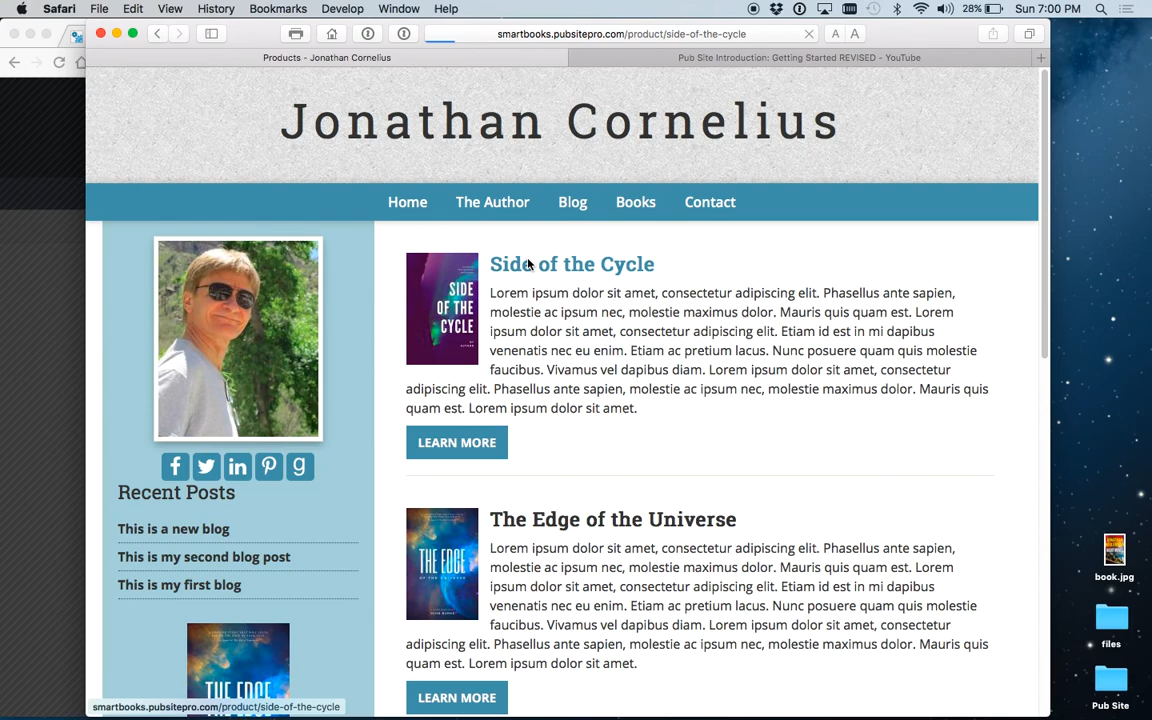 Safari File Edit View History Bookmarks Develop Window Help 28% Sun 7:00 PM
smartbooks.pubsitepro.com/product/side-of-the-cycle A A
Products - Jonathan Cornelius
Pub Site Introduction: Getting Started REVISED - YouTube
Jonathan Cornelius
Home The Author Blog Books Contact
Side of the Cycle
SIDE
OF THE
CYCLE
Lorem ipsum dolor sit amet, consectetur adipiscing elit. Phasellus ante sapien,
molestie ac ipsum nec, molestie maximus dolor. Mauris quis quam est. Lorem
ipsum dolor sit amet, consectetur adipiscing elit. Etiam id est in mi dapibus
venenatis nec eu enim. Etiam ac pretium lacus. Nunc posuere quam quis molestie
faucibus. Vivamus vel dapibus diam. Lorem ipsum dolor sit amet, consectetur
adipiscing elit. Phasellus ante sapien, molestie ac ipsum nec, molestie maximus dolor. Mauris quis
quam est. Lorem ipsum dolor sit amet.
LEARN MORE
The Edge of the Universe
THE EDGE
OF THE UNIVERSE
Lorem ipsum dolor sit amet, consectetur adipiscing elit. Phasellus ante sapien,
molestie ac ipsum nec, molestie maximus dolor. Mauris quis quam est. Lorem
ipsum dolor sit amet, consectetur adipiscing elit. Etiam id est in mi dapibus
venenatis nec eu enim. Etiam ac pretium lacus. Nunc posuere quam quis molestie
faucibus. Vivamus vel dapibus diam. Lorem ipsum dolor sit amet, consectetur
adipiscing elit. Phasellus ante sapien, molestie ac ipsum nec, molestie maximus dolor. Mauris quis
quam est. Lorem ipsum dolor sit amet.
LEARN MORE
Recent Posts
This is a new blog
This is my second blog post
This is my first blog
THE EDGE
smartbooks.pubsitepro.com/product/side-of-the-cycle
book.jpg
files
Pub Site